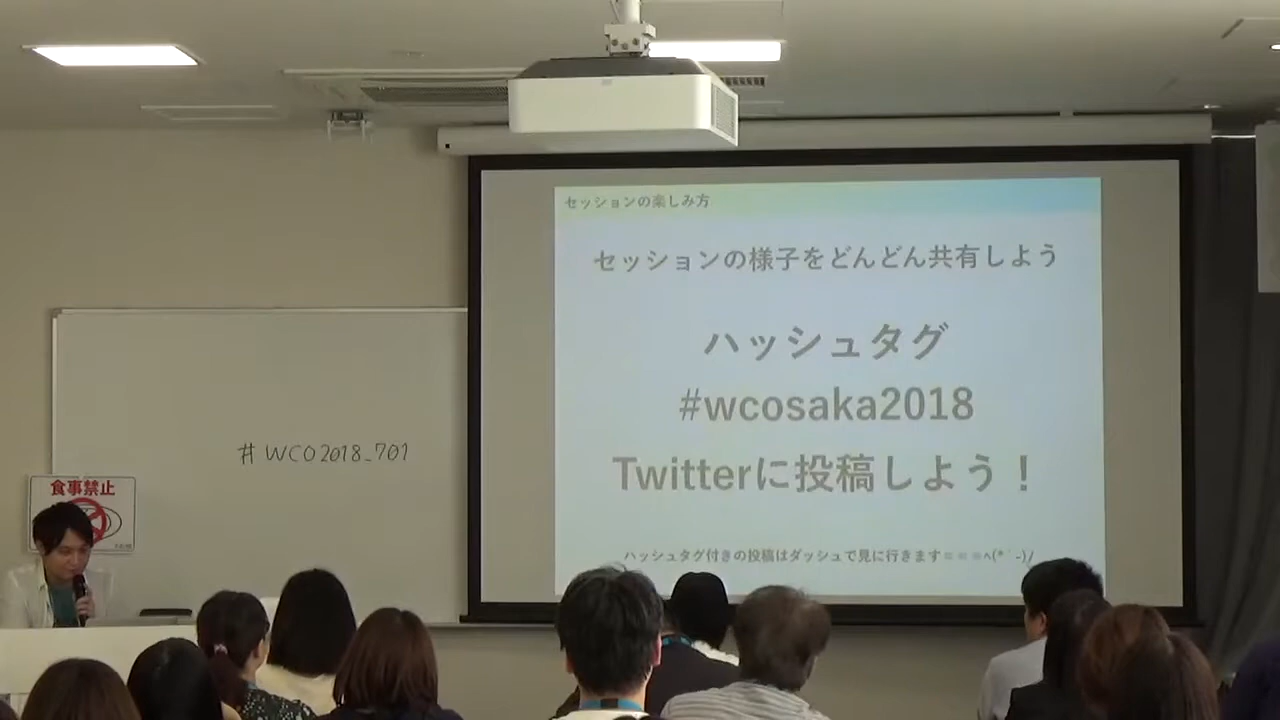 セッションの楽しみ方
セッションの様子をどんどん共有しよう
ハッシュタグ
#wcosaka2018
Twitterに投稿しよう！
ハッシュタグ付きの投稿はダッシュで見に行きます
# WCO2018_701
食事禁止